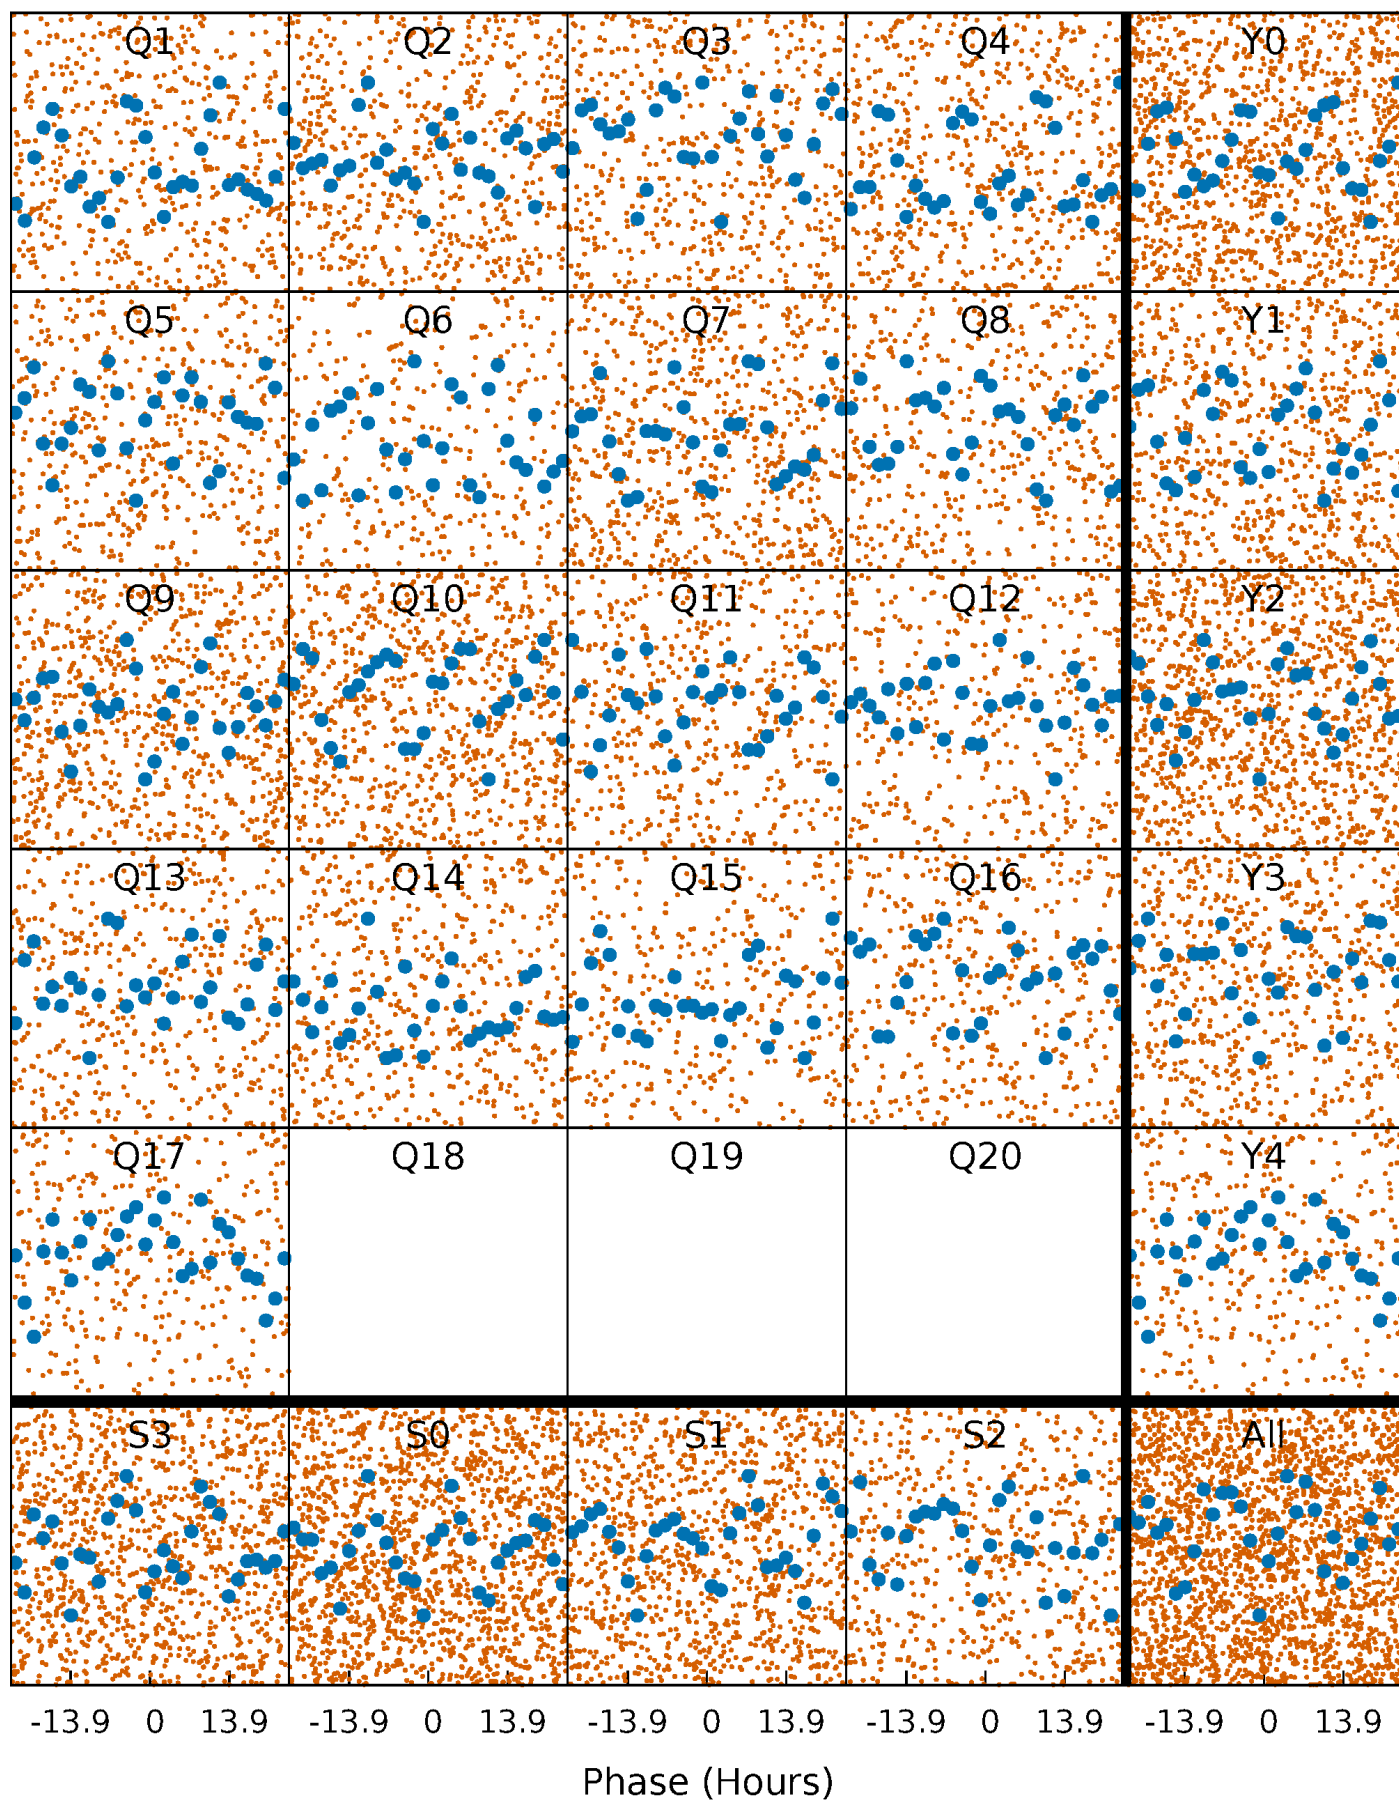 Q1 Q2 Q3 Q4 Y0
Q5 Q6 Q7 Q8 Y1
Q9 Q10 Q11 Q12 Y2
Q13 Q14 Q15 Q16 Y3
Q17 Q18 Q19 Q20 Y4
S3 S0 S1 S2 All
-13.9 0 13.9 -13.9 0 13.9 -13.9 0 13.9 -13.9 0 13.9 -13.9 0 13.9
Phase (Hours)